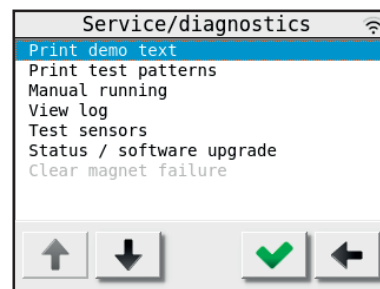 Service/diagnostics
Print demo text
Print test patterns
Manual running
View log
Test sensors
Status / software upgrade
Clear magnet failure